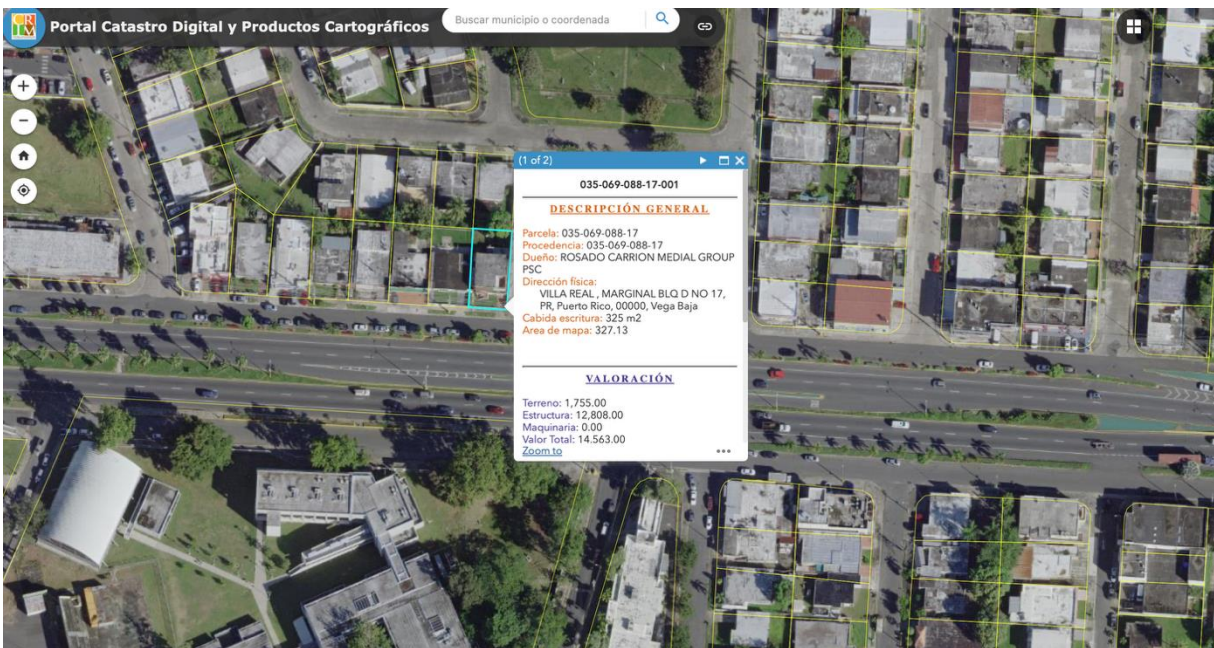 CRIM
Portal Catastro Digital y Productos Cartográficos
Buscar municipio o coordenada
(1 of 2)
035-069-088-17-001
DESCRIPCIÓN GENERAL
Parcela: 035-069-088-17
Procedencia: 035-069-088-17
Dueño: ROSADO CARRION MEDIAL GROUP
PSC
Dirección física:
VILLA REAL , MARGINAL BLQ D NO 17,
PR, Puerto Rico, 00000, Vega Baja
Cabida escritura: 325 m2
Area de mapa: 327.13
VALORACIÓN
Terreno: 1,755.00
Estructura: 12,808.00
Maquinaria: 0.00
Valor Total: 14.563.00
Zoom to